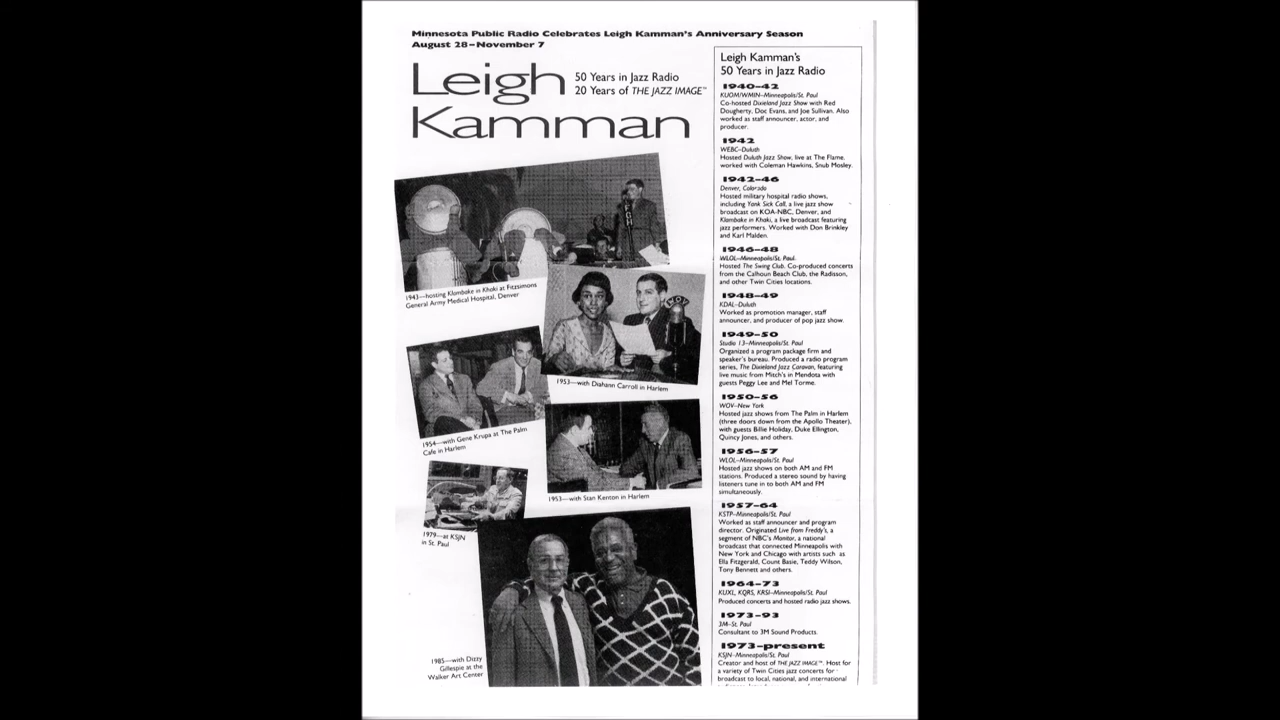 Minnesota Public Radio Celebrates Leigh Kamman's Anniversary Season
August 28–November 7
Leigh
Kamman
50 Years in Jazz Radio
20 Years of THE JAZZ IMAGE™
1943—hosting Klambake in Khaki at Fitzsimons
General Army Medical Hospital, Denver
WOV
1953—with Diahann Carroll in Harlem
1954—with Gene Krupa at The Palm
Cafe in Harlem
1953—with Stan Kenton in Harlem
1979—at KSJN
in St. Paul
1985—with Dizzy
Gillespie at the
Walker Art Center
Leigh Kamman's
50 Years in Jazz Radio
1940–42
KUOM/WMIN–Minneapolis/St. Paul
Co-hosted Dixieland Jazz Show with Red
Dougherty, Doc Evans, and Joe Sullivan. Also
worked as staff announcer, actor, and
producer.
1942
WEBC–Duluth
Hosted Duluth Jazz Show, live at The Flame,
worked with Coleman Hawkins, Snub Mosley.
1942–46
Denver, Colorado
Hosted military hospital radio shows,
including Yank Sick Call, a live jazz show
broadcast on KOA-NBC, Denver, and
Klambake in Khaki, a live broadcast featuring
jazz performers. Worked with Don Brinkley
and Karl Malden.
1946–48
WLOL–Minneapolis/St. Paul
Hosted The Swing Club. Co-produced concerts
from the Calhoun Beach Club, the Radisson,
and other Twin Cities locations.
1948–49
KDAL–Duluth
Worked as promotion manager, staff
announcer, and producer of pop jazz show.
1949–50
Studio 13–Minneapolis/St. Paul
Organized a program package firm and
speaker's bureau. Produced a radio program
series, The Dixieland Jazz Caravan, featuring
live music from Mitch's in Mendota with
guests Peggy Lee and Mel Torme.
1950–56
WOV–New York
Hosted jazz shows from The Palm in Harlem
(three doors down from the Apollo Theater),
with guests Billie Holiday, Duke Ellington,
Quincy Jones, and others.
1956–57
WLOL–Minneapolis/St. Paul
Hosted jazz shows on both AM and FM
stations. Produced a stereo sound by having
listeners tune in to both AM and FM
simultaneously.
1957–64
KSTP–Minneapolis/St. Paul
Worked as staff announcer and program
director. Originated Live from Freddy's, a
segment of NBC's Monitor, a national
broadcast that connected Minneapolis with
New York and Chicago with artists such as
Ella Fitzgerald, Count Basie, Teddy Wilson,
Tony Bennett and others.
1964–73
KUXL, KQRS, KRSI–Minneapolis/St. Paul
Produced concerts and hosted radio jazz shows.
1973–93
3M–St. Paul
Consultant to 3M Sound Products.
1973–present
KSJN–Minneapolis/St. Paul
Creator and host of THE JAZZ IMAGE™. Host for
a variety of Twin Cities jazz concerts for
broadcast to local, national, and international